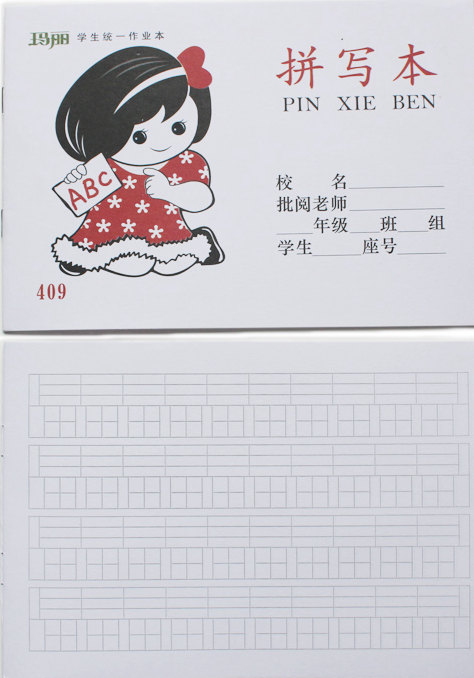 玛丽 学生统一作业本
拼写本
PIN XIE BEN
ABC
校 名
批阅老师
年级 班 组
学生 座号
409